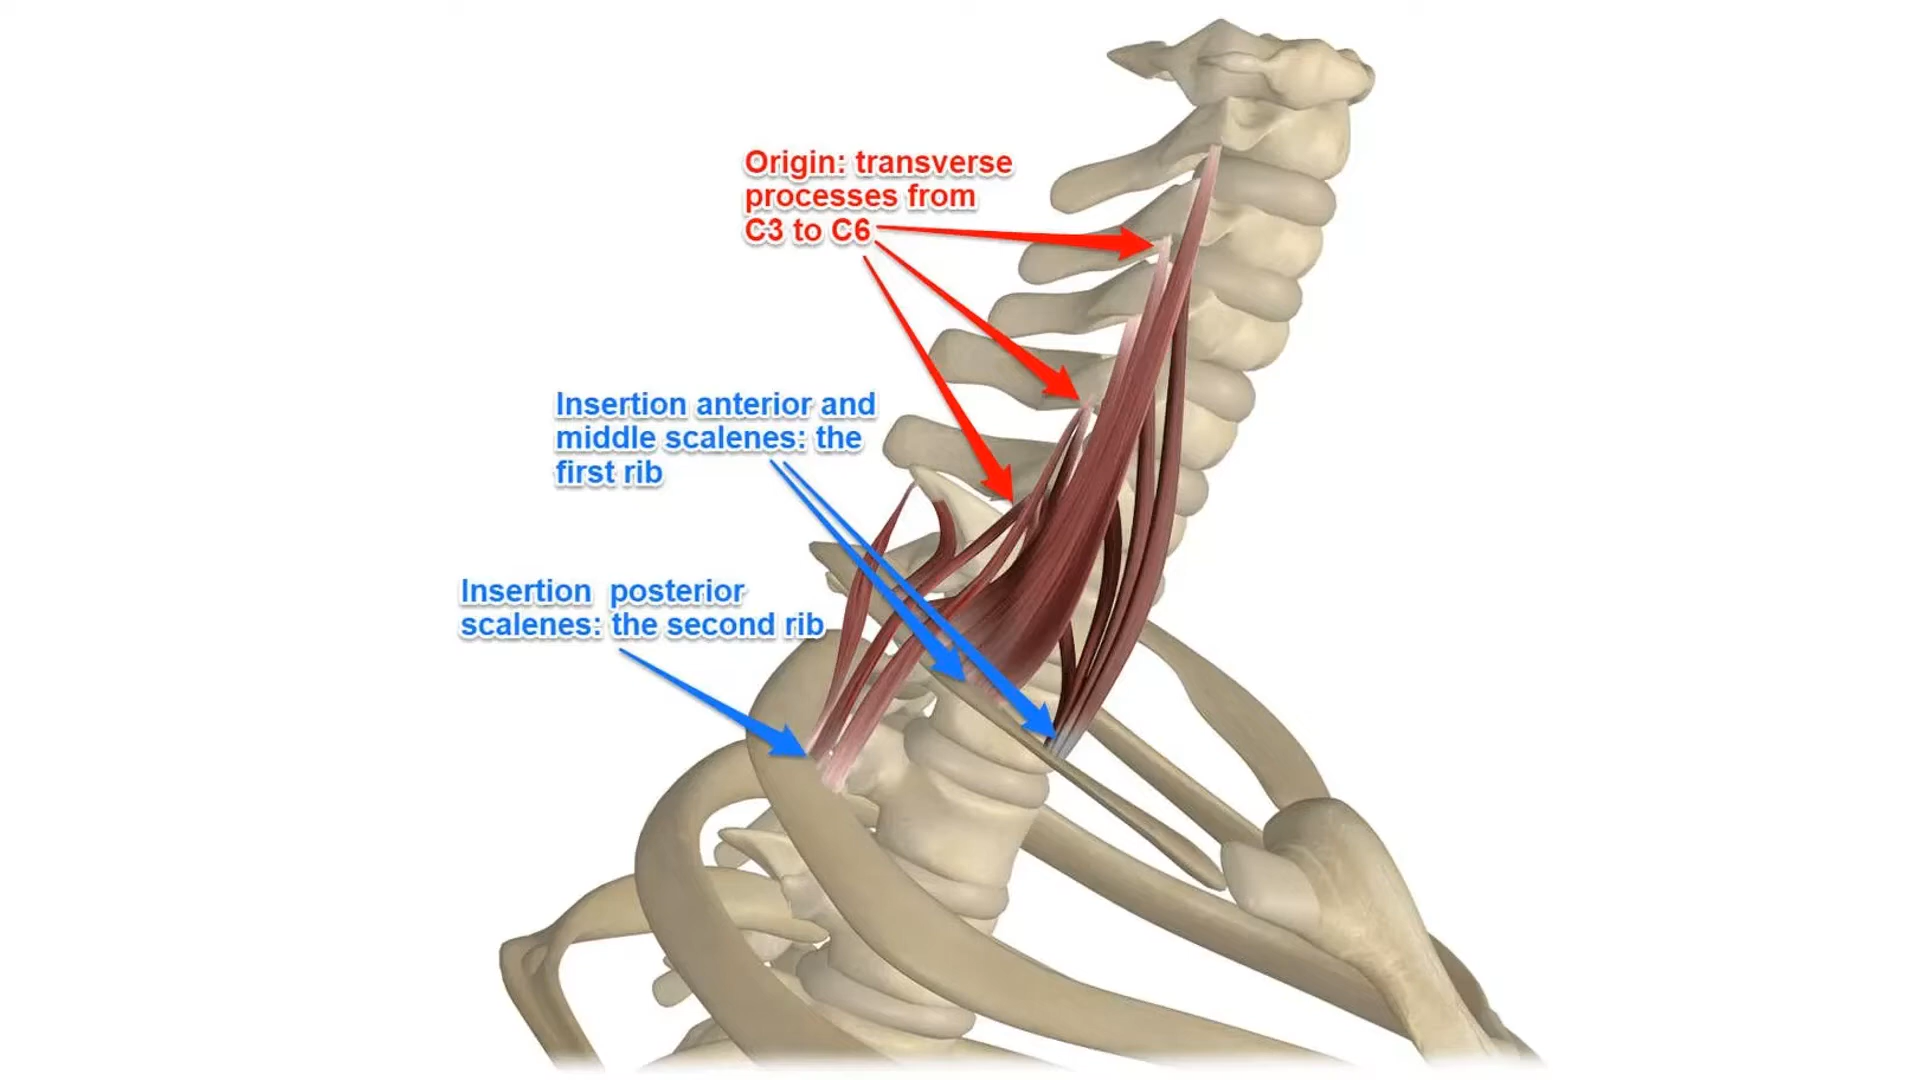 Origin: transverse
processes from
C3 to C6
Insertion anterior and
middle scalenes: the
first rib
Insertion posterior
scalenes: the second rib